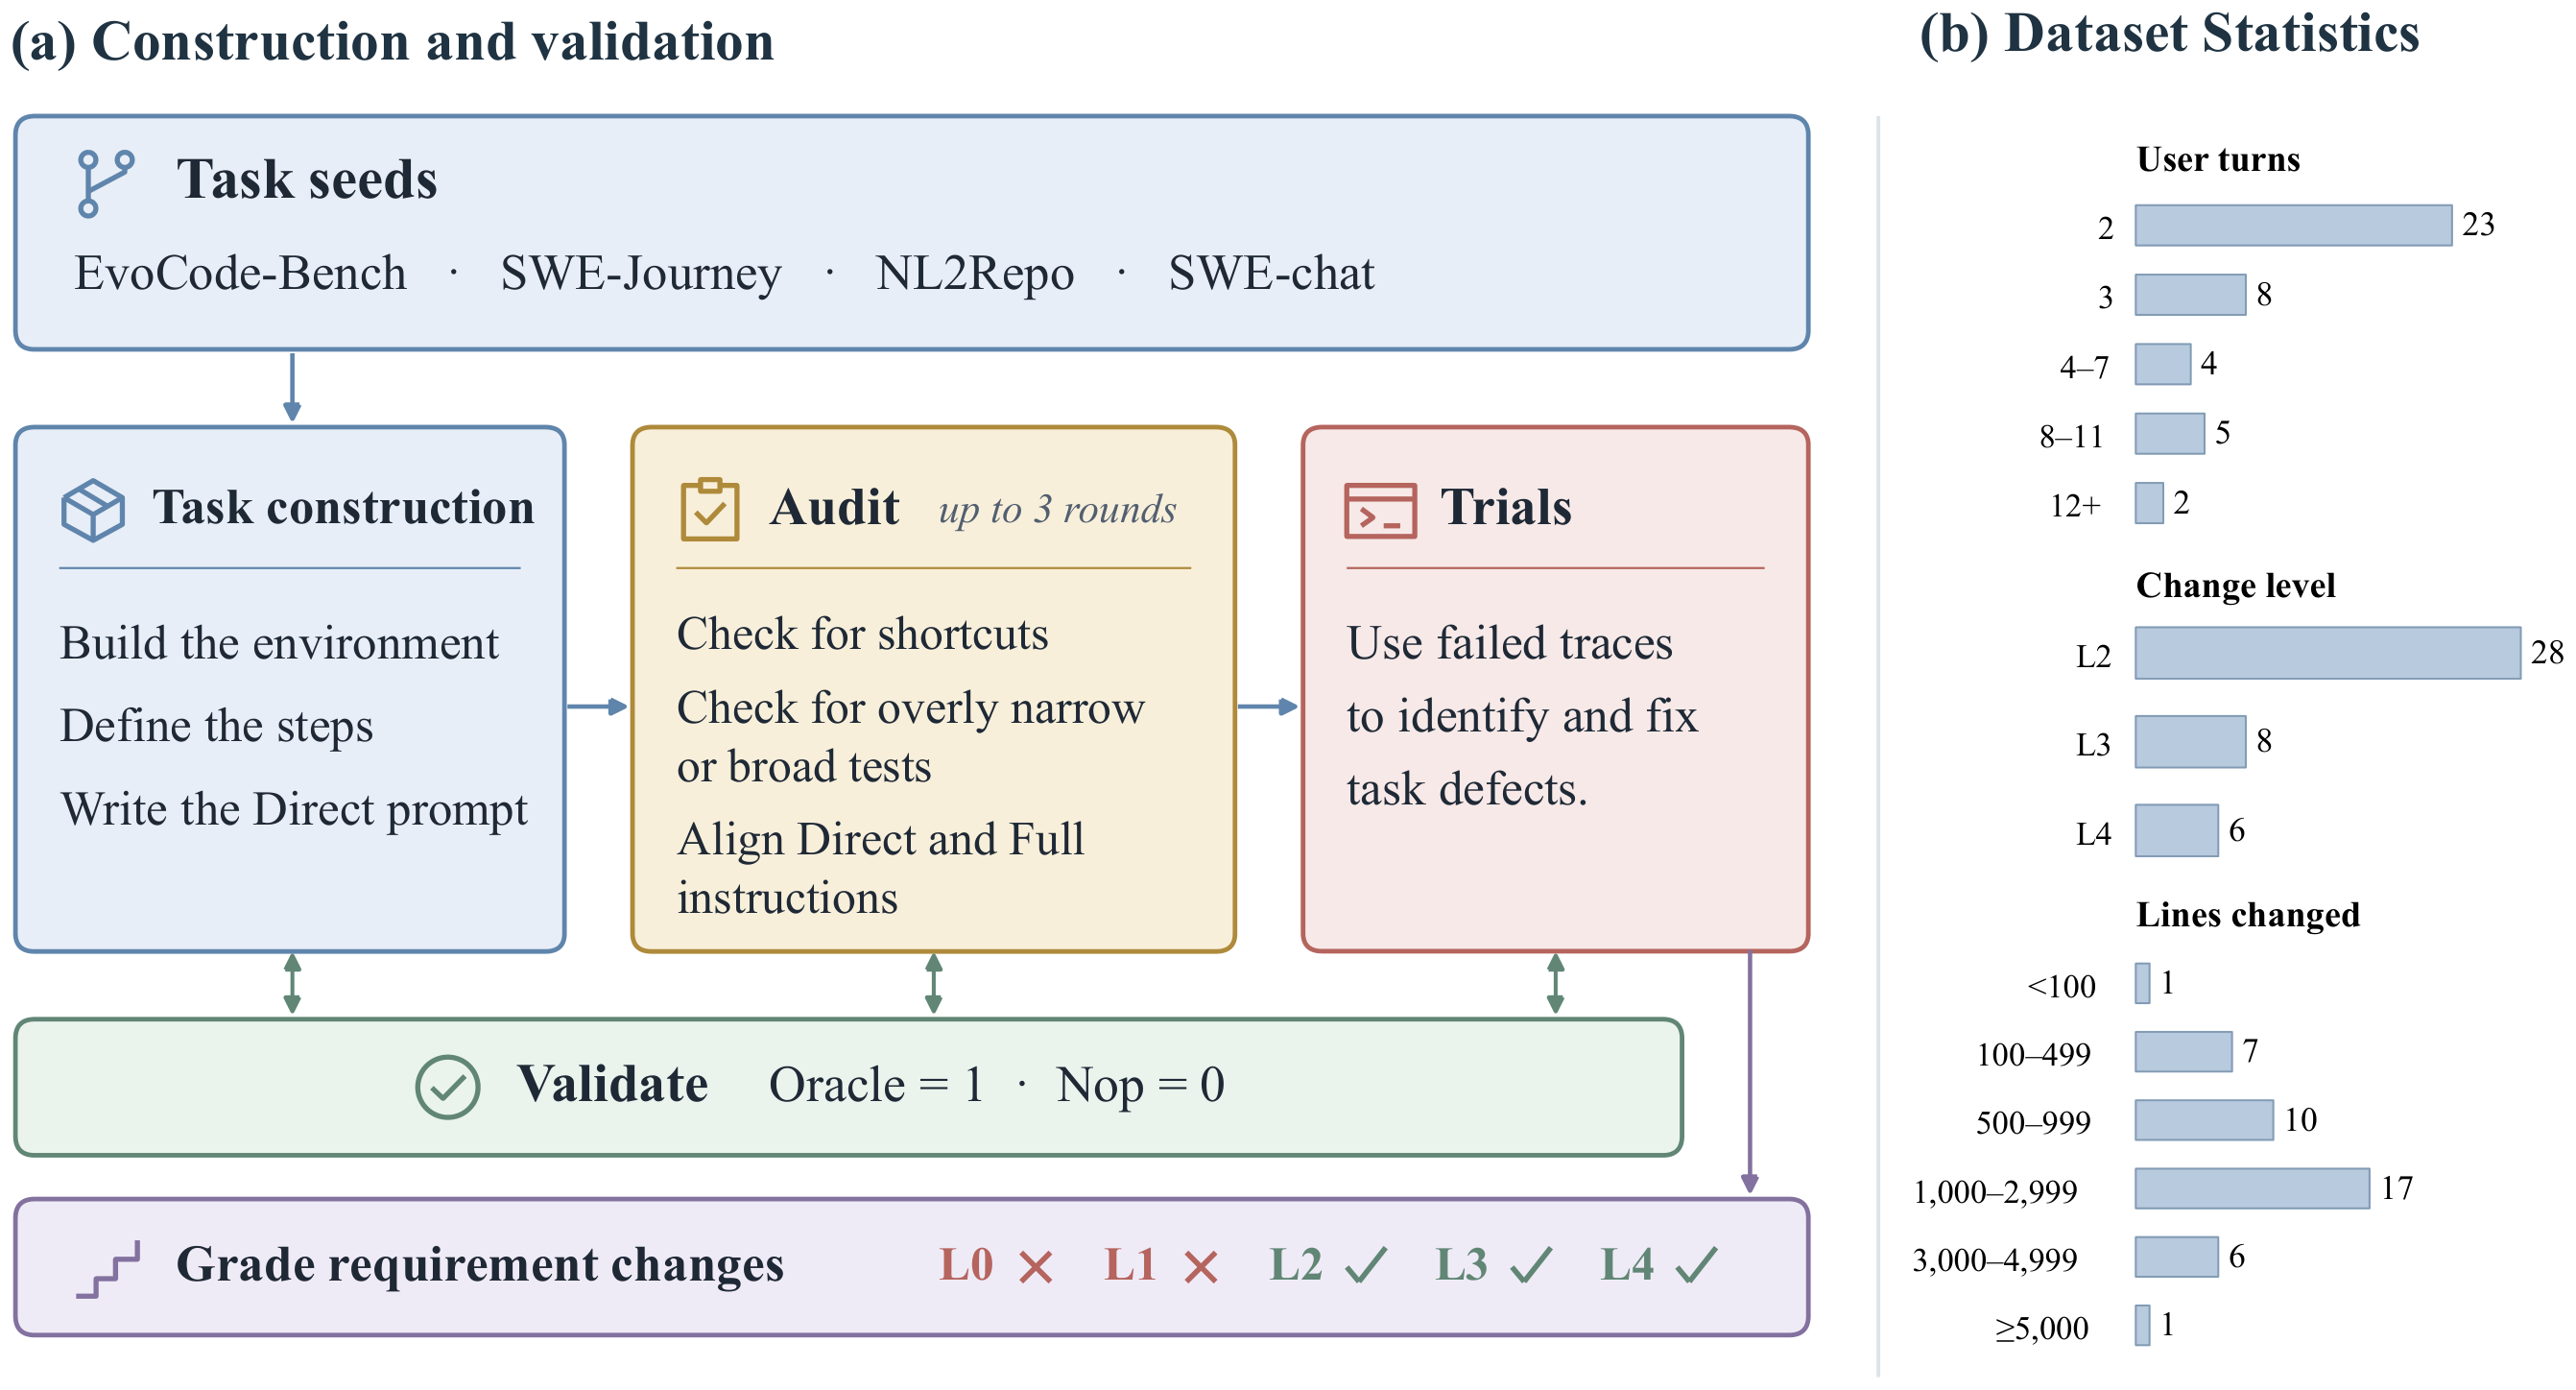 (a) Construction and validation
Task seeds
EvoCode-Bench · SWE-Journey · NL2Repo · SWE-chat
Task construction
Build the environment
Define the steps
Write the Direct prompt
Audit up to 3 rounds
Check for shortcuts
Check for overly narrow
or broad tests
Align Direct and Full
instructions
Trials
Use failed traces
to identify and fix
task defects.
Validate Oracle = 1 · Nop = 0
Grade requirement changes L0 ✕ L1 ✕ L2 ✓ L3 ✓ L4 ✓
(b) Dataset Statistics
User turns
2 23
3 8
4–7 4
8–11 5
12+ 2
Change level
L2 28
L3 8
L4 6
Lines changed
<100 1
100–499 7
500–999 10
1,000–2,999 17
3,000–4,999 6
≥5,000 1